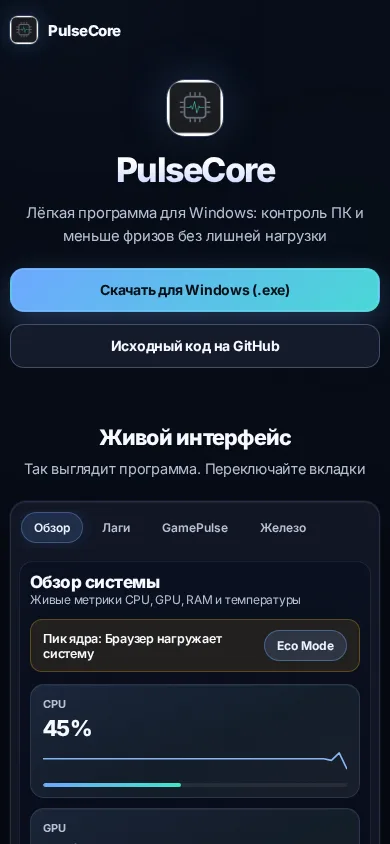 PulseCore
PulseCore
Лёгкая программа для Windows: контроль ПК и
меньше фризов без лишней нагрузки
Скачать для Windows (.exe)
Исходный код на GitHub
Живой интерфейс
Так выглядит программа. Переключайте вкладки
Обзор Лаги GamePulse Железо
Обзор системы
Живые метрики CPU, GPU, RAM и температуры
Пик ядра: Браузер нагружает
систему
Eco Mode
CPU
45%
GPU